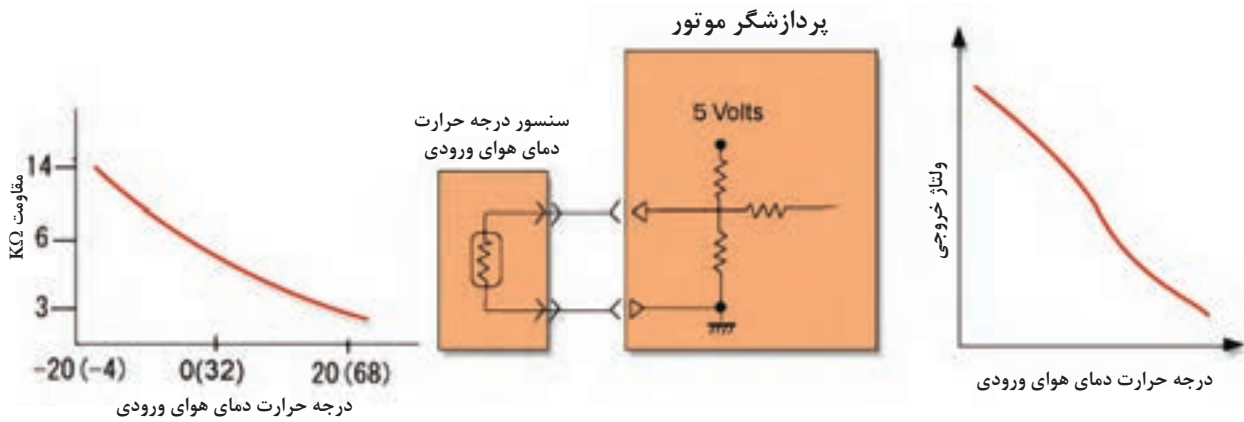 پردازشگر موتور
5 Volts
سنسور درجه حرارت
دمای هوای ورودی
مقاومت KΩ
14
6
3
-20(-4)
0(32)
20(68)
درجه حرارت دمای هوای ورودی
ولتاژ خروجی
درجه حرارت دمای هوای ورودی